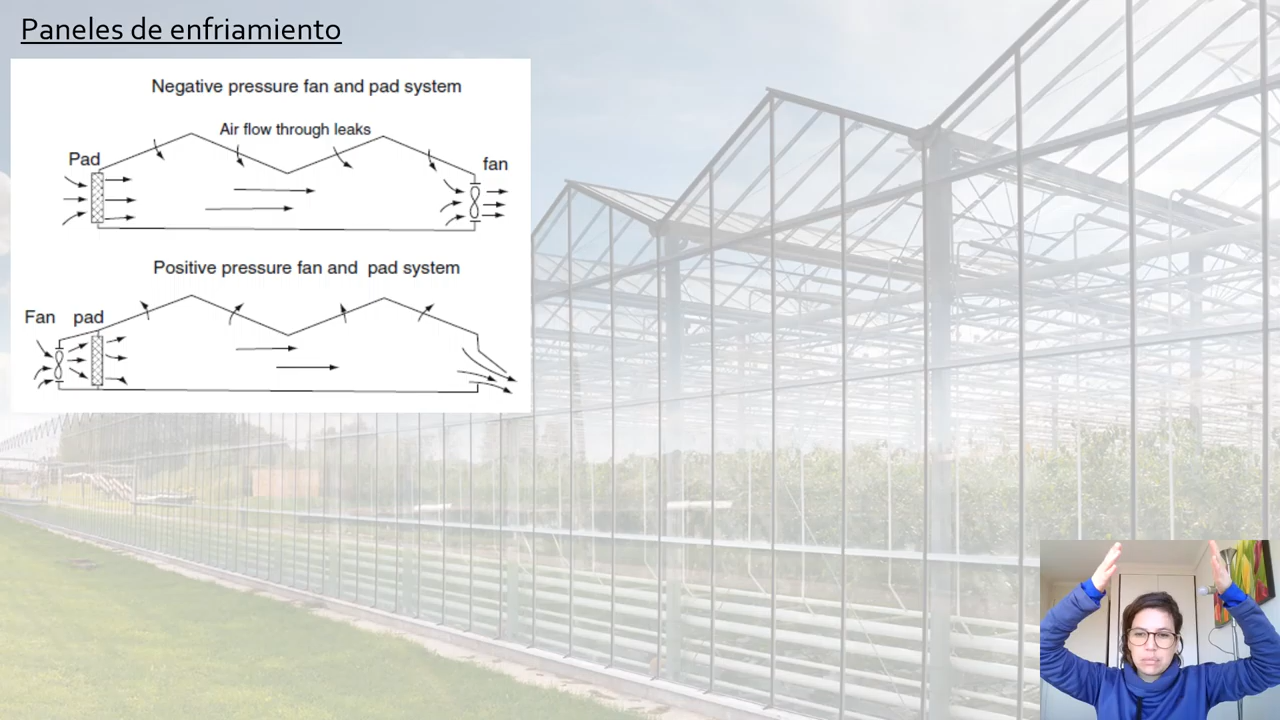 Paneles de enfriamiento
Negative pressure fan and pad system
Air flow through leaks
Pad
fan
Positive pressure fan and pad system
Fan pad